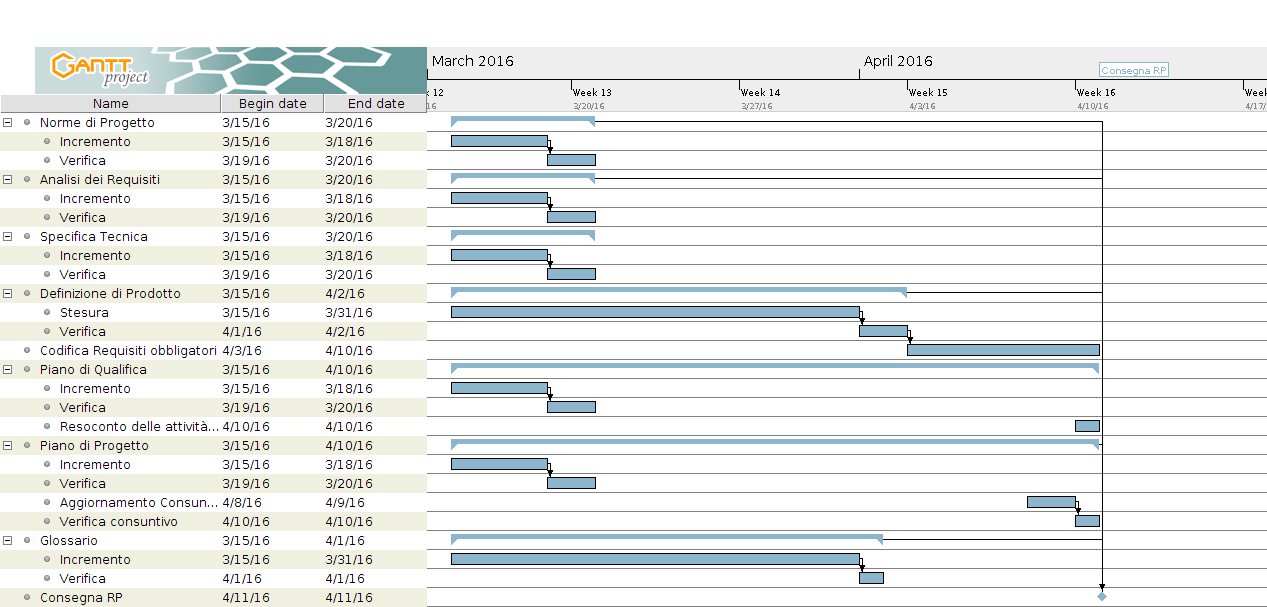 GANTT project
March 2016 April 2016
Consegna RP
12 Week 13 Week 14 Week 15 Week 16 Week
16 3/20/16 3/27/16 4/3/16 4/10/16 4/17/
Name Begin date End date
Norme di Progetto 3/15/16 3/20/16
Incremento 3/15/16 3/18/16
Verifica 3/19/16 3/20/16
Analisi dei Requisiti 3/15/16 3/20/16
Incremento 3/15/16 3/18/16
Verifica 3/19/16 3/20/16
Specifica Tecnica 3/15/16 3/20/16
Incremento 3/15/16 3/18/16
Verifica 3/19/16 3/20/16
Definizione di Prodotto 3/15/16 4/2/16
Stesura 3/15/16 3/31/16
Verifica 4/1/16 4/2/16
Codifica Requisiti obbligatori 4/3/16 4/10/16
Piano di Qualifica 3/15/16 4/10/16
Incremento 3/15/16 3/18/16
Verifica 3/19/16 3/20/16
Resoconto delle attività... 4/10/16 4/10/16
Piano di Progetto 3/15/16 4/10/16
Incremento 3/15/16 3/18/16
Verifica 3/19/16 3/20/16
Aggiornamento Consun... 4/8/16 4/9/16
Verifica consuntivo 4/10/16 4/10/16
Glossario 3/15/16 4/1/16
Incremento 3/15/16 3/31/16
Verifica 4/1/16 4/1/16
Consegna RP 4/11/16 4/11/16